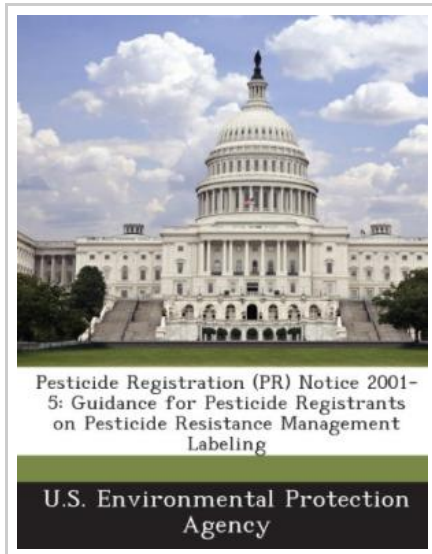 Pesticide Registration (PR) Notice 2001-
5: Guidance for Pesticide Registrants
on Pesticide Resistance Management
Labeling
U.S. Environmental Protection
Agency